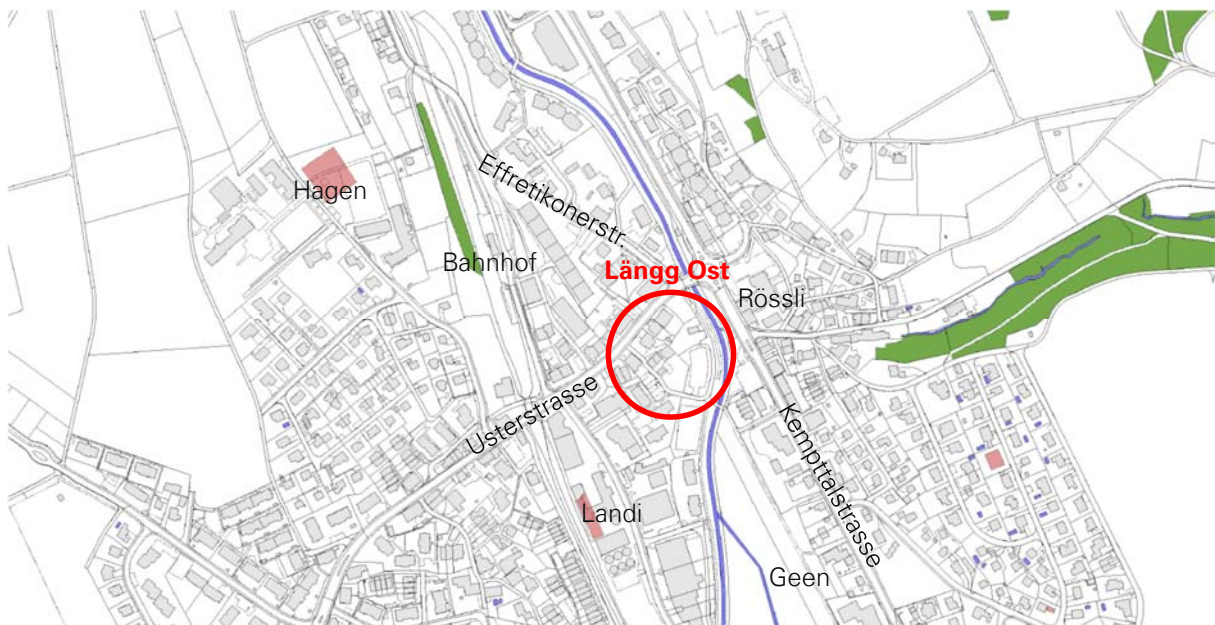 Effretikonerstr.
Hagen
Bahnhof
Längg Ost
Rössli
Usterstrasse
Kempttalstrasse
Landi
Geen